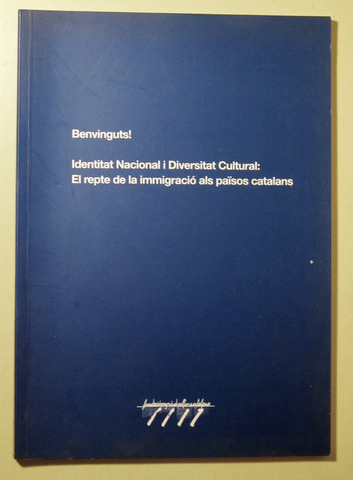 Benvinguts!
Identitat Nacional i Diversitat Cultural:
El repte de la immigració als països catalans